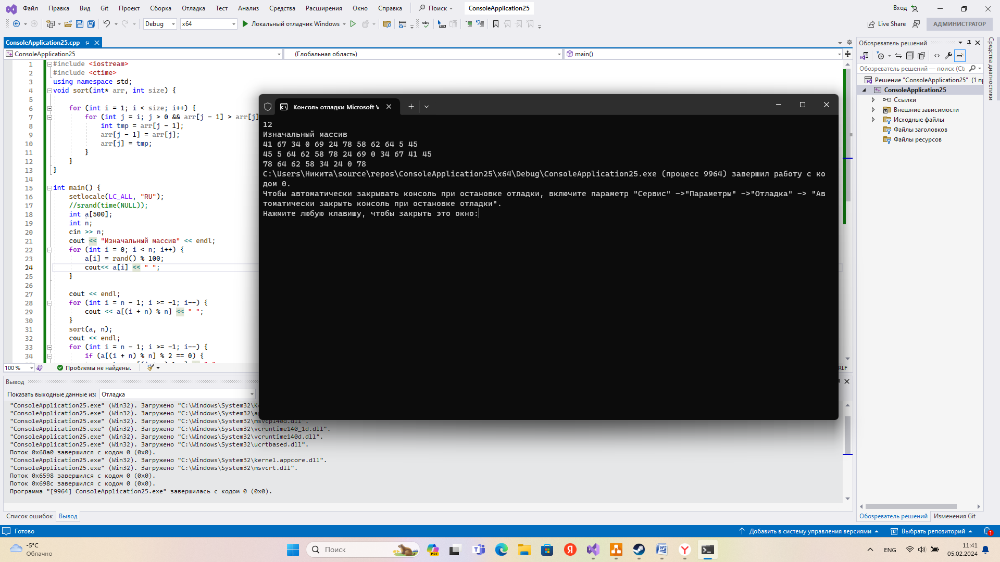 Файл Правка Вид Git Проект Сборка Отладка Тест Анализ Средства Расширения Окно Справка Поиск ConsoleApplication25 Вход
Debug x64 Локальный отладчик Windows Live Share АДМИНИСТРАТОР
ConsoleApplication25.cpp
ConsoleApplication25 (Глобальная область) main()
1 #include <iostream>
2 #include <ctime>
3 using namespace std;
4 void sort(int* arr, int size) {
5
6 for (int i = 1; i < size; i++) {
7 for (int j = i; j > 0 && arr[j - 1] > arr[j]
8 int tmp = arr[j - 1];
9 arr[j - 1] = arr[j];
10 arr[j] = tmp;
11 }
12 }
13 }
14
15 int main() {
16 setlocale(LC_ALL, "RU");
17 //srand(time(NULL));
18 int a[500];
19 int n;
20 cin >> n;
21 cout << "Изначальный массив" << endl;
22 for (int i = 0; i < n; i++) {
23 a[i] = rand() % 100;
24 cout<< a[i] << " ";
25 }
26
27 cout << endl;
28 for (int i = n - 1; i >= -1; i--) {
29 cout << a[(i + n) % n] << " ";
30 }
31 sort(a, n);
32 cout << endl;
33 for (int i = n - 1; i >= -1; i--) {
34 if (a[(i + n) % n] % 2 == 0) {
100 % Проблемы не найдены. RLF
Консоль отладки Microsoft V
12
Изначальный массив
41 67 34 0 69 24 78 58 62 64 5 45
45 5 64 62 58 78 24 69 0 34 67 41 45
78 64 62 58 34 24 0 78
C:\Users\Никита\source\repos\ConsoleApplication25\x64\Debug\ConsoleApplication25.exe (процесс 9964) завершил работу с ко
дом 0.
Чтобы автоматически закрывать консоль при остановке отладки, включите параметр "Сервис" ->"Параметры" ->"Отладка" -> "Ав
томатически закрыть консоль при остановке отладки".
Нажмите любую клавишу, чтобы закрыть это окно:
Вывод
Показать выходные данные из: Отладка
"ConsoleApplication25.exe" (Win32). Загружено "C:\Windows\System32\K
"ConsoleApplication25.exe" (Win32). Загружено "C:\Windows\System32\a
"ConsoleApplication25.exe" (Win32). Загружено "C:\Windows\System32\msvcp140d.dll".
"ConsoleApplication25.exe" (Win32). Загружено "C:\Windows\System32\vcruntime140_1d.dll".
"ConsoleApplication25.exe" (Win32). Загружено "C:\Windows\System32\vcruntime140d.dll".
"ConsoleApplication25.exe" (Win32). Загружено "C:\Windows\System32\ucrtbased.dll".
Поток 0x68a0 завершился с кодом 0 (0x0).
"ConsoleApplication25.exe" (Win32). Загружено "C:\Windows\System32\kernel.appcore.dll".
"ConsoleApplication25.exe" (Win32). Загружено "C:\Windows\System32\msvcrt.dll".
Поток 0x6598 завершился с кодом 0 (0x0).
Поток 0x698c завершился с кодом 0 (0x0).
Программа "[9964] ConsoleApplication25.exe" завершилась с кодом 0 (0x0).
Список ошибок Вывод
Обозреватель решений
Обозреватель решений — поиск (Ctr
Решение "ConsoleApplication25" (1 пр
ConsoleApplication25
Ссылки
Внешние зависимости
Исходные файлы
Файлы заголовков
Файлы ресурсов
Обозреватель решений Изменения Git
Средства диагностики
Готово Добавить в систему управления версиями Выбрать репозиторий 1
-5°C
Облачно
Поиск PRE ENG
11:41
05.02.2024